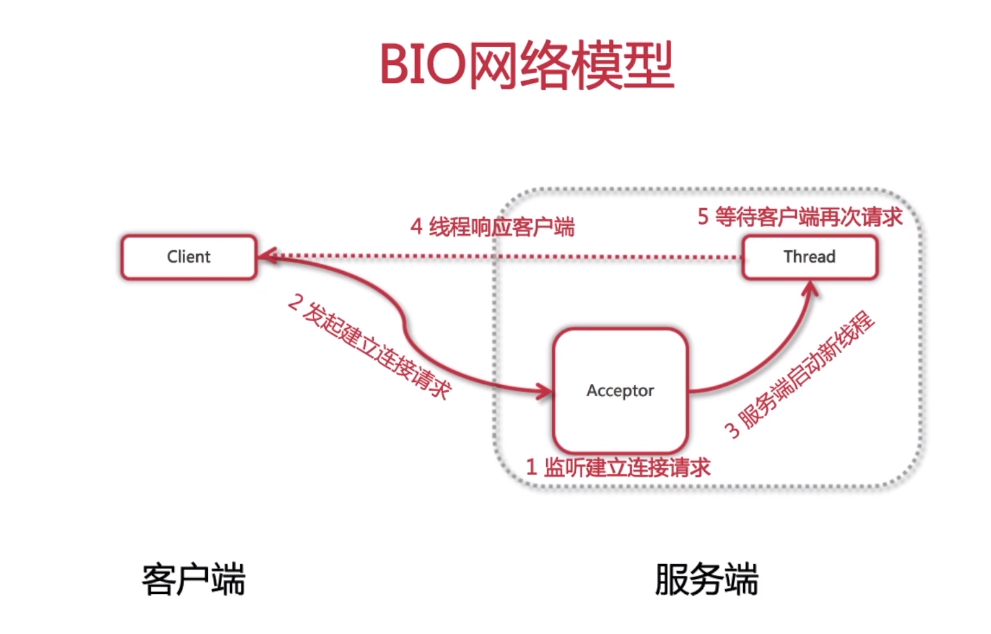 BIO网络模型
4 线程响应客户端
5 等待客户端再次请求
Client
Thread
2 发起建立连接请求
3 服务端启动新线程
Acceptor
1 监听建立连接请求
客户端
服务端